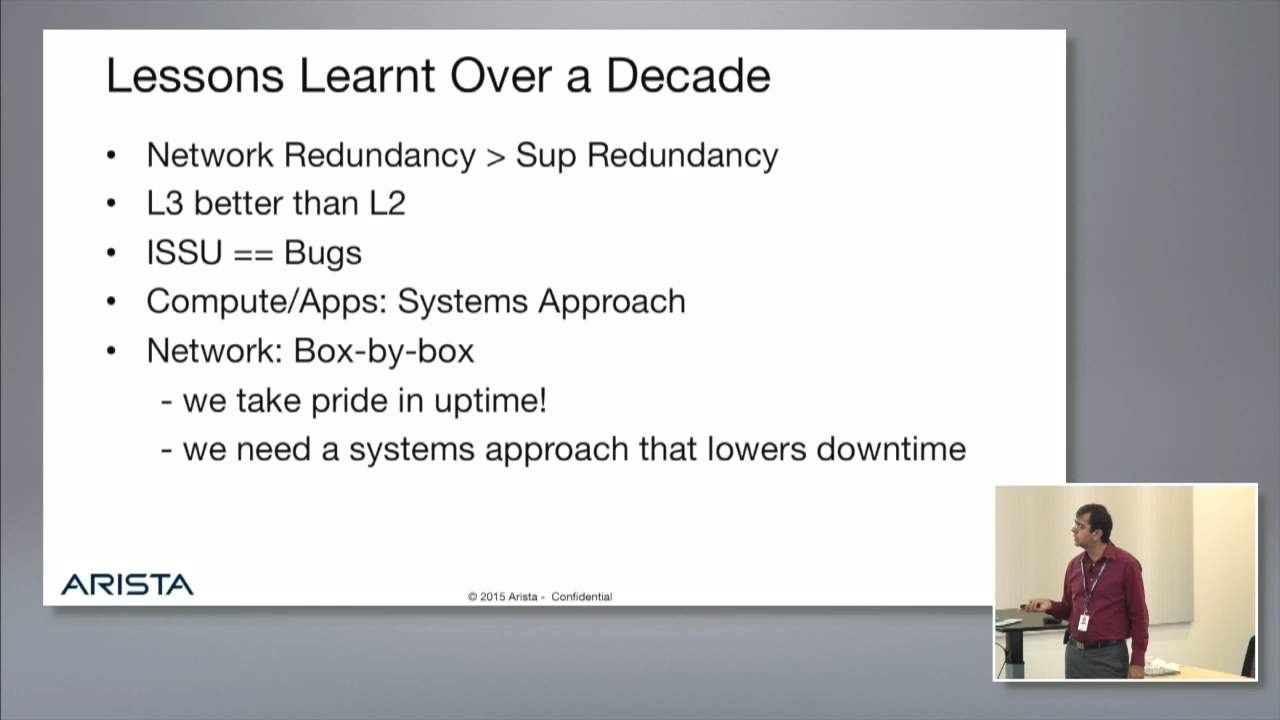 Lessons Learnt Over a Decade
• Network Redundancy > Sup Redundancy
• L3 better than L2
• ISSU == Bugs
• Compute/Apps: Systems Approach
• Network: Box-by-box
- we take pride in uptime!
- we need a systems approach that lowers downtime
ARISTA
© 2015 Arista - Confidential